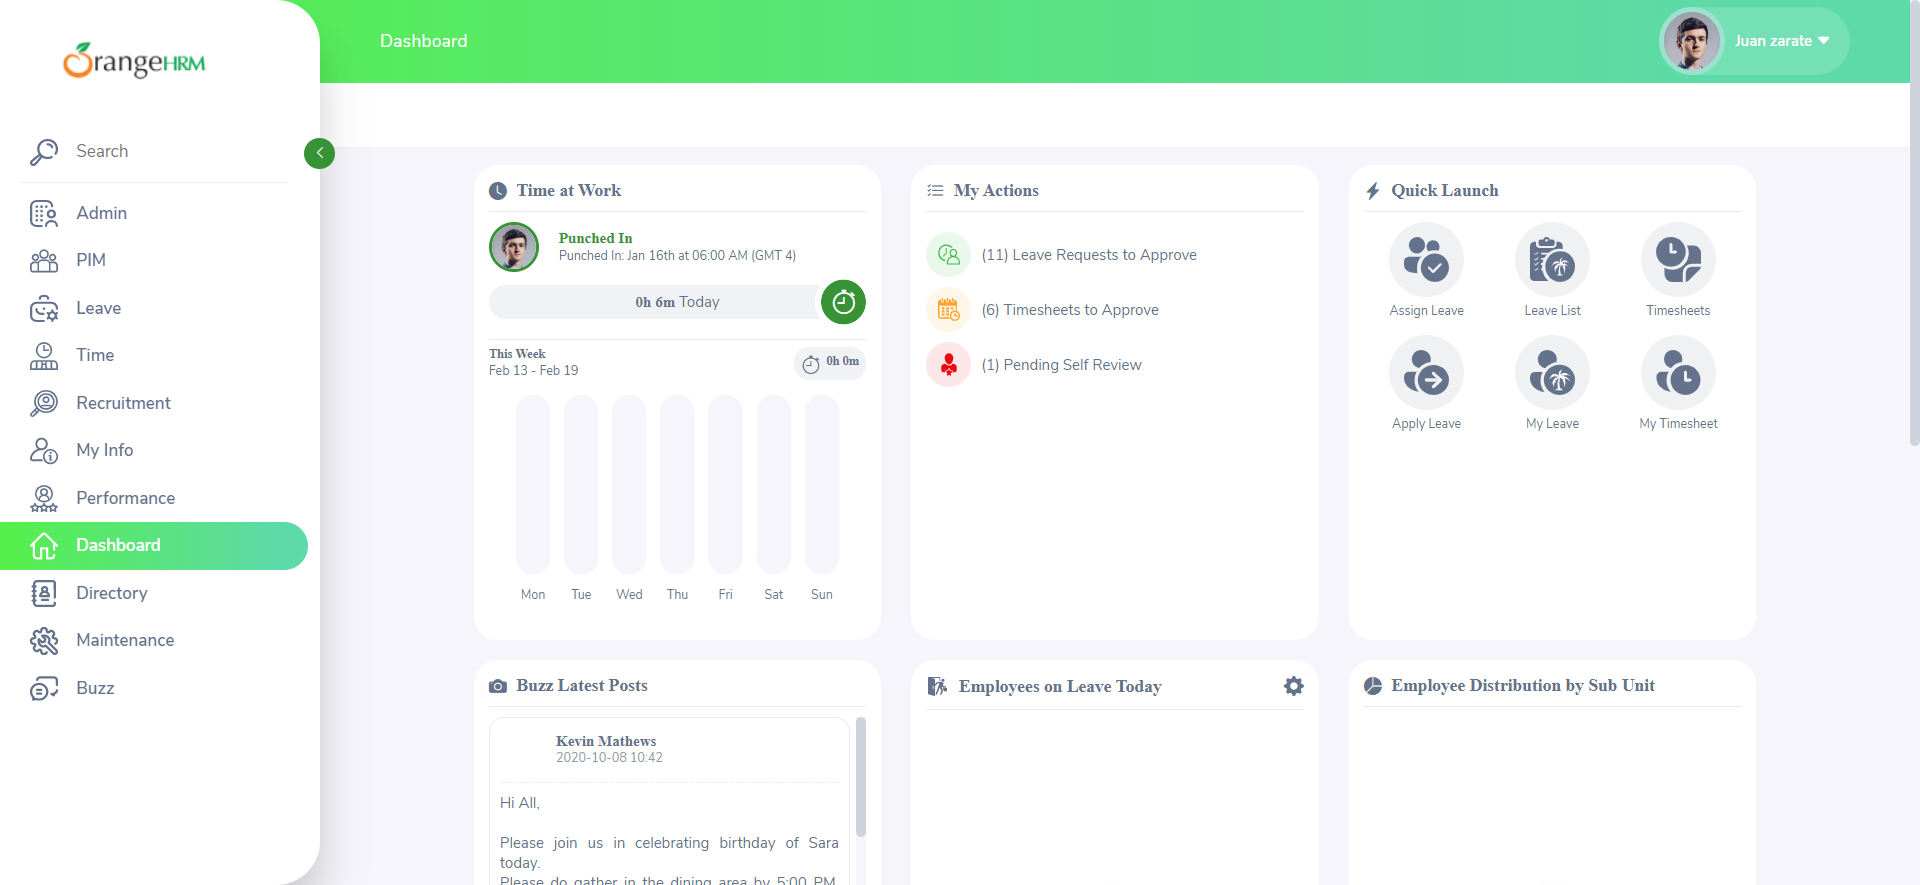 OrangeHRM
Search
Admin
PIM
Leave
Time
Recruitment
My Info
Performance
Dashboard
Directory
Maintenance
Buzz
Dashboard
Juan zarate
Time at Work
Punched In
Punched In: Jan 16th at 06:00 AM (GMT 4)
0h 6m Today
This Week
Feb 13 - Feb 19
0h 0m
Mon Tue Wed Thu Fri Sat Sun
My Actions
(11) Leave Requests to Approve
(6) Timesheets to Approve
(1) Pending Self Review
Quick Launch
Assign Leave Leave List Timesheets
Apply Leave My Leave My Timesheet
Buzz Latest Posts
Kevin Mathews
2020-10-08 10:42
Hi All,
Please join us in celebrating birthday of Sara
today.
Please do gather in the dining area by 5:00 PM.
Employees on Leave Today
Employee Distribution by Sub Unit